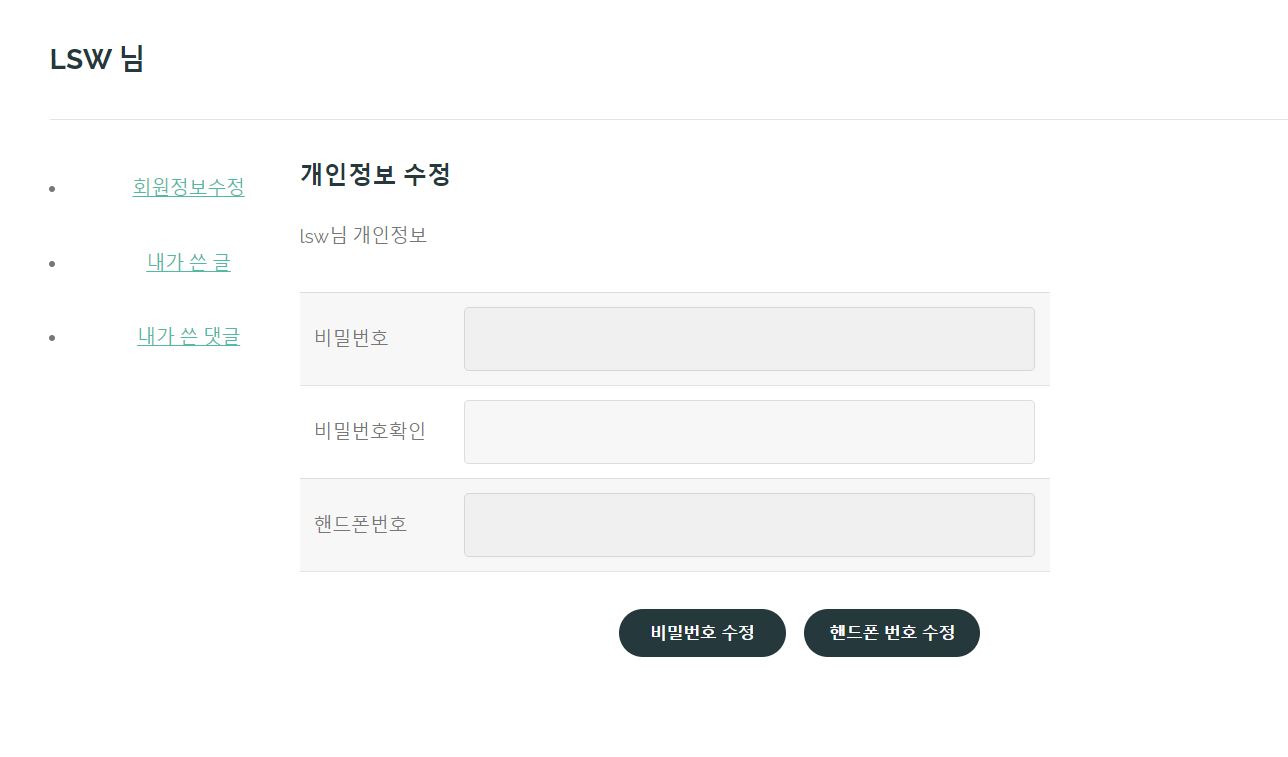 LSW 님
회원정보수정
내가 쓴 글
내가 쓴 댓글
개인정보 수정
lsw님 개인정보
비밀번호
비밀번호확인
핸드폰번호
비밀번호 수정
핸드폰 번호 수정